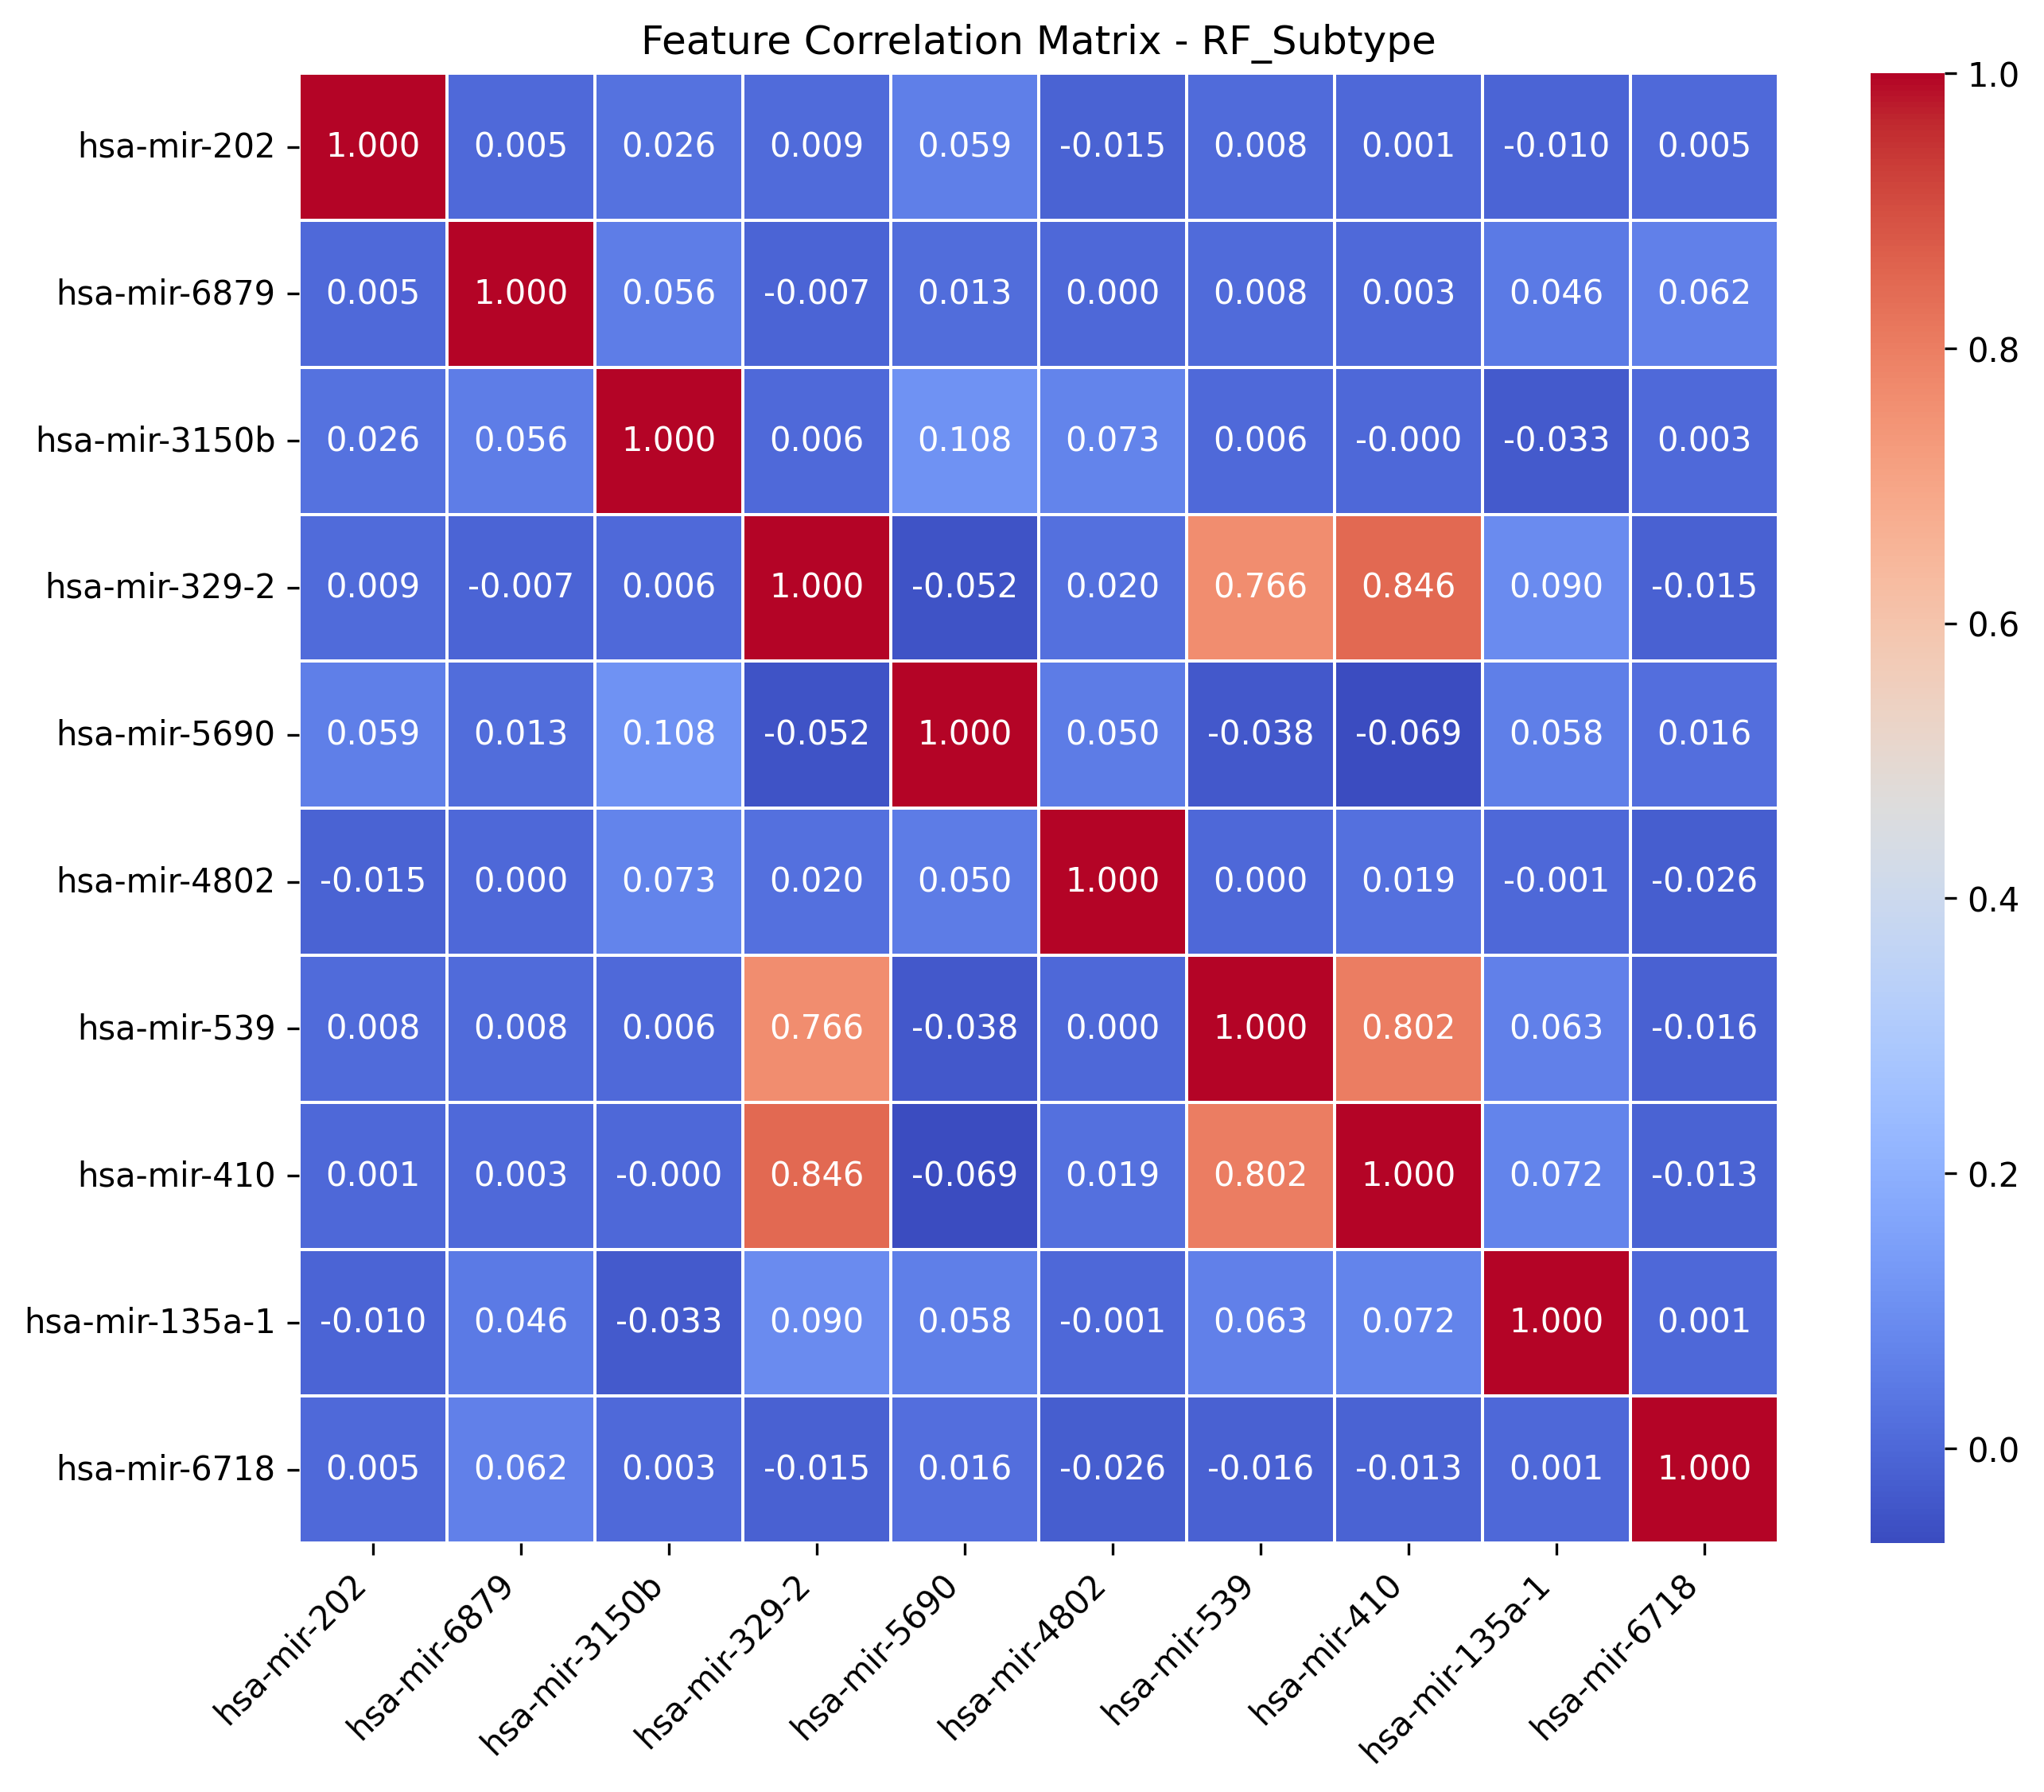 Feature Correlation Matrix - RF_Subtype
hsa-mir-202 1.000 0.005 0.026 0.009 0.059 -0.015 0.008 0.001 -0.010 0.005
hsa-mir-6879 0.005 1.000 0.056 -0.007 0.013 0.000 0.008 0.003 0.046 0.062
hsa-mir-3150b 0.026 0.056 1.000 0.006 0.108 0.073 0.006 -0.000 -0.033 0.003
hsa-mir-329-2 0.009 -0.007 0.006 1.000 -0.052 0.020 0.766 0.846 0.090 -0.015
hsa-mir-5690 0.059 0.013 0.108 -0.052 1.000 0.050 -0.038 -0.069 0.058 0.016
hsa-mir-4802 -0.015 0.000 0.073 0.020 0.050 1.000 0.000 0.019 -0.001 -0.026
hsa-mir-539 0.008 0.008 0.006 0.766 -0.038 0.000 1.000 0.802 0.063 -0.016
hsa-mir-410 0.001 0.003 -0.000 0.846 -0.069 0.019 0.802 1.000 0.072 -0.013
hsa-mir-135a-1 -0.010 0.046 -0.033 0.090 0.058 -0.001 0.063 0.072 1.000 0.001
hsa-mir-6718 0.005 0.062 0.003 -0.015 0.016 -0.026 -0.016 -0.013 0.001 1.000
hsa-mir-202 hsa-mir-6879 hsa-mir-3150b hsa-mir-329-2 hsa-mir-5690 hsa-mir-4802 hsa-mir-539 hsa-mir-410 hsa-mir-135a-1 hsa-mir-6718
1.0
0.8
0.6
0.4
0.2
0.0